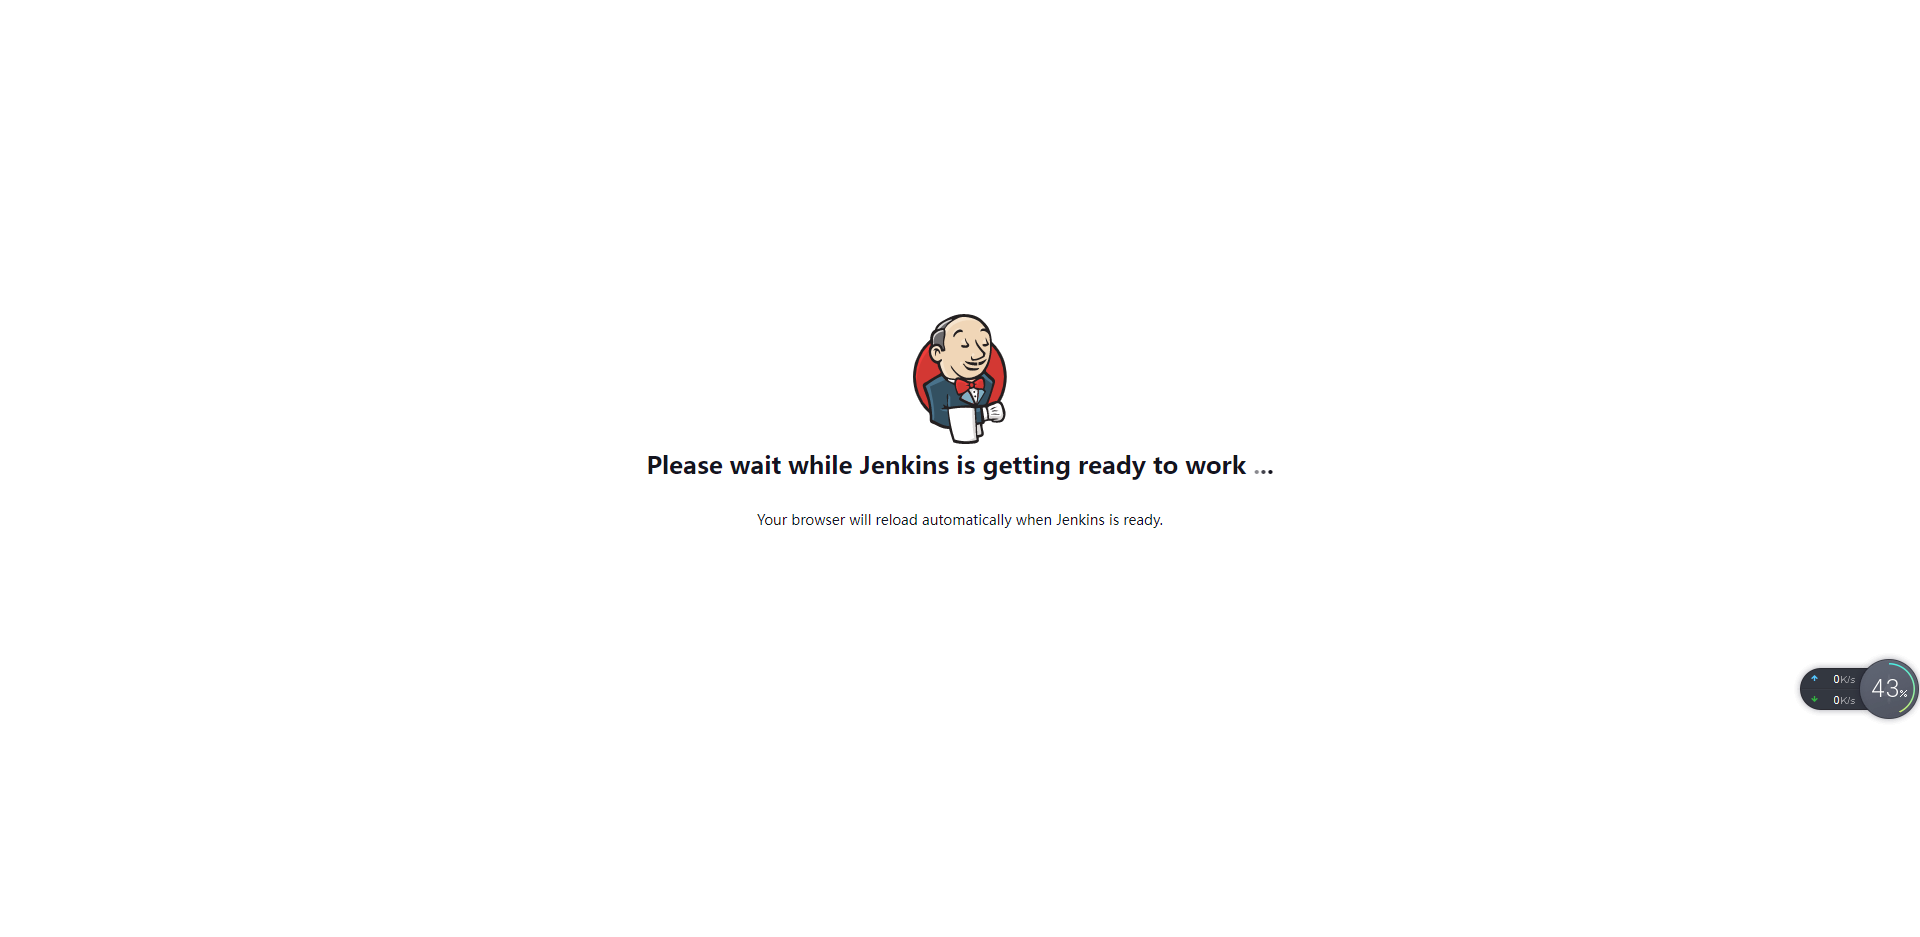 Please wait while Jenkins is getting ready to work ...
Your browser will reload automatically when Jenkins is ready.
0K/s
0K/s
43%